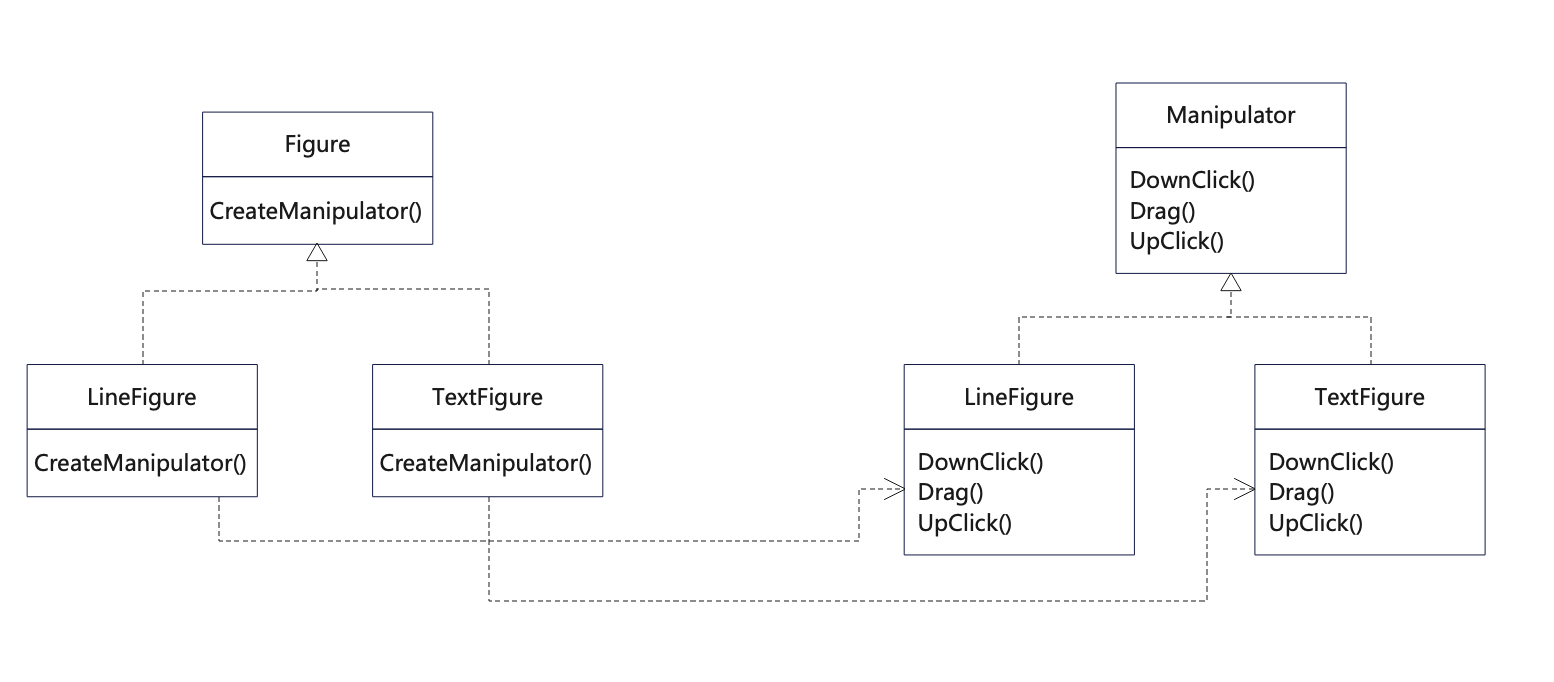 Figure
CreateManipulator()
Manipulator
DownClick()
Drag()
UpClick()
LineFigure
CreateManipulator()
TextFigure
CreateManipulator()
LineFigure
DownClick()
Drag()
UpClick()
TextFigure
DownClick()
Drag()
UpClick()